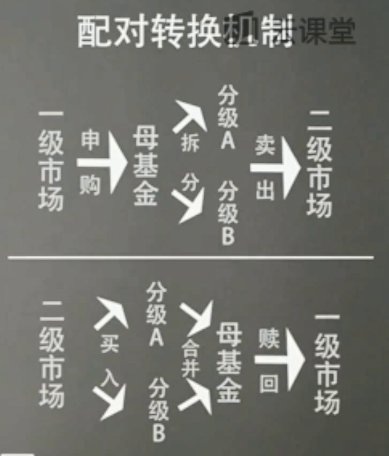 配对转换机制
云课堂
一级市场
申购
母基金
拆分
分级A
分级B
卖出
二级市场
二级市场
买入
分级A
分级B
合并
母基金
赎回
一级市场